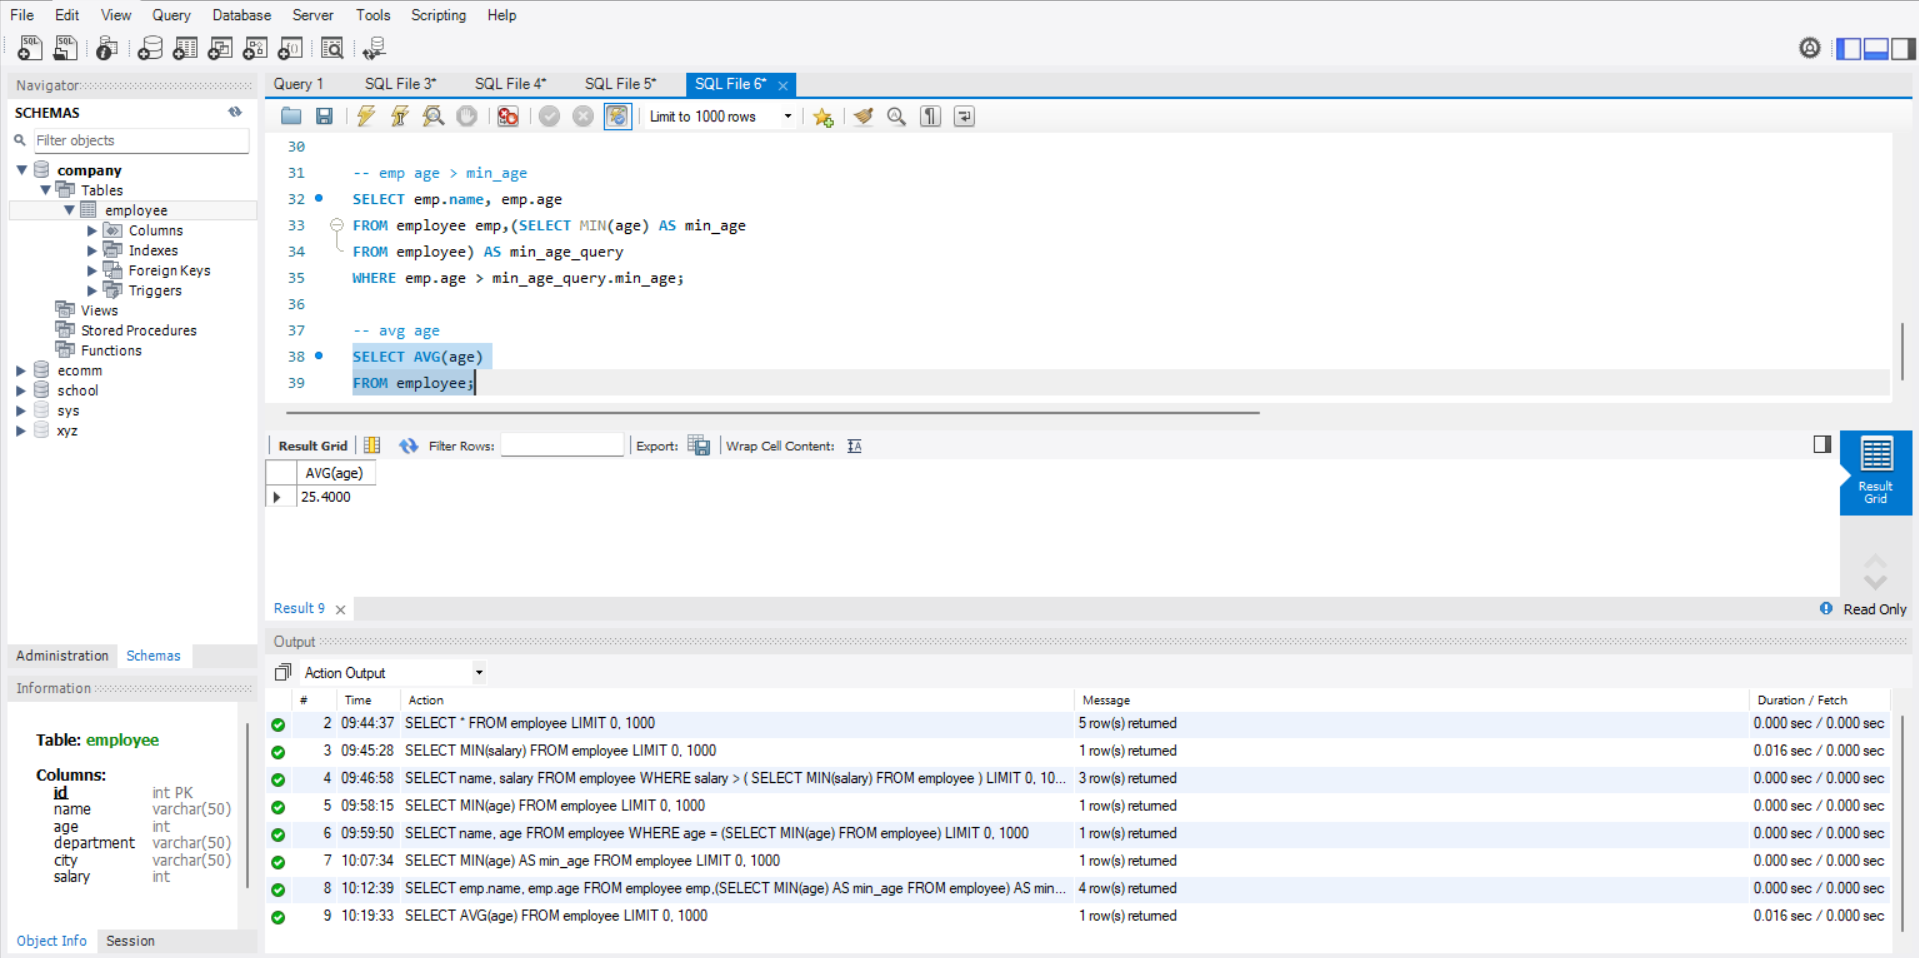 File Edit View Query Database Server Tools Scripting Help
Navigator
SCHEMAS
Filter objects
company
Tables
employee
Columns
Indexes
Foreign Keys
Triggers
Views
Stored Procedures
Functions
ecomm
school
sys
xyz
Administration Schemas
Information
Table: employee
Columns:
id int PK
name varchar(50)
age int
department varchar(50)
city varchar(50)
salary int
Object Info Session
Query 1 SQL File 3* SQL File 4* SQL File 5* SQL File 6*
Limit to 1000 rows
30
31 -- emp age > min_age
32 SELECT emp.name, emp.age
33 FROM employee emp,(SELECT MIN(age) AS min_age
34 FROM employee) AS min_age_query
35 WHERE emp.age > min_age_query.min_age;
36
37 -- avg age
38 SELECT AVG(age)
39 FROM employee;
Result Grid Filter Rows: Export: Wrap Cell Content:
AVG(age)
25.4000
Result
Grid
Result 9
Read Only
Output
Action Output
# Time Action Message Duration / Fetch
2 09:44:37 SELECT * FROM employee LIMIT 0, 1000 5 row(s) returned 0.000 sec / 0.000 sec
3 09:45:28 SELECT MIN(salary) FROM employee LIMIT 0, 1000 1 row(s) returned 0.016 sec / 0.000 sec
4 09:46:58 SELECT name, salary FROM employee WHERE salary > ( SELECT MIN(salary) FROM employee ) LIMIT 0, 10... 3 row(s) returned 0.000 sec / 0.000 sec
5 09:58:15 SELECT MIN(age) FROM employee LIMIT 0, 1000 1 row(s) returned 0.000 sec / 0.000 sec
6 09:59:50 SELECT name, age FROM employee WHERE age = (SELECT MIN(age) FROM employee) LIMIT 0, 1000 1 row(s) returned 0.000 sec / 0.000 sec
7 10:07:34 SELECT MIN(age) AS min_age FROM employee LIMIT 0, 1000 1 row(s) returned 0.000 sec / 0.000 sec
8 10:12:39 SELECT emp.name, emp.age FROM employee emp,(SELECT MIN(age) AS min_age FROM employee) AS min... 4 row(s) returned 0.000 sec / 0.000 sec
9 10:19:33 SELECT AVG(age) FROM employee LIMIT 0, 1000 1 row(s) returned 0.016 sec / 0.000 sec